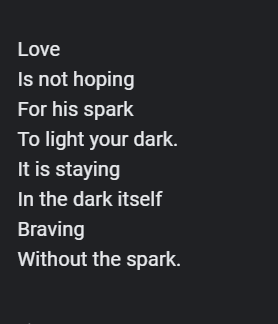 Love
Is not hoping
For his spark
To light your dark.
It is staying
In the dark itself
Braving
Without the spark.